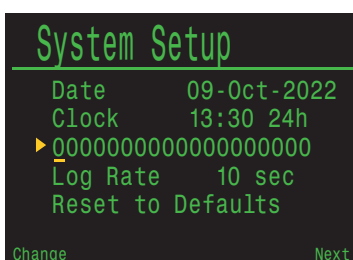 System Setup
Date 09-Oct-2022
Clock 13:30 24h
0000000000000000000
Log Rate 10 sec
Reset to Defaults
Change Next